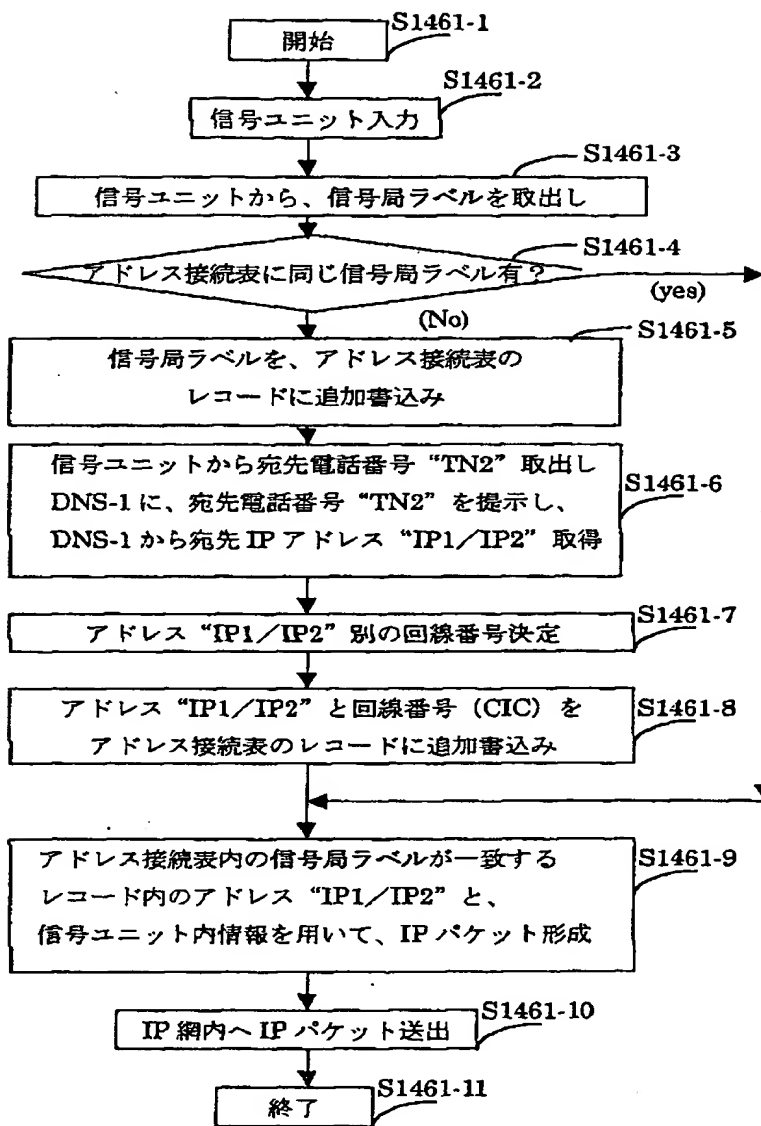 S1461-1
開始
S1461-2
信号ユニット入力
S1461-3
信号ユニットから、信号局ラベルを取出し
S1461-4
アドレス接続表に同じ信号局ラベル有？
(yes)
(No)
S1461-5
信号局ラベルを、アドレス接続表の
レコードに追加書込み
信号ユニットから宛先電話番号“TN2”取出し
S1461-6
DNS-1に、宛先電話番号“TN2”を提示し、
DNS-1から宛先IPアドレス“IP1／IP2”取得
S1461-7
アドレス“IP1／IP2”別の回線番号決定
アドレス“IP1／IP2”と回線番号（CIC）を
S1461-8
アドレス接続表のレコードに追加書込み
アドレス接続表内の信号局ラベルが一致する
S1461-9
レコード内のアドレス“IP1／IP2”と、
信号ユニット内情報を用いて、IPパケット形成
S1461-10
IP網内へIPパケット送出
S1461-11
終了